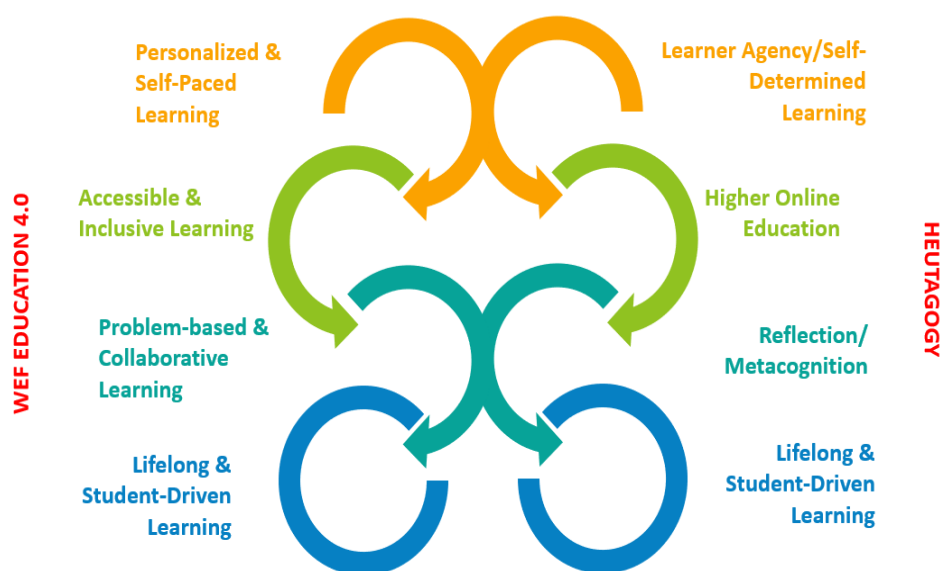 WEF EDUCATION 4.0
Personalized &
Self-Paced
Learning
Accessible &
Inclusive Learning
Problem-based &
Collaborative
Learning
Lifelong &
Student-Driven
Learning
Learner Agency/Self-
Determined
Learning
Higher Online
Education
Reflection/
Metacognition
Lifelong &
Student-Driven
Learning
HEUTAGOGY